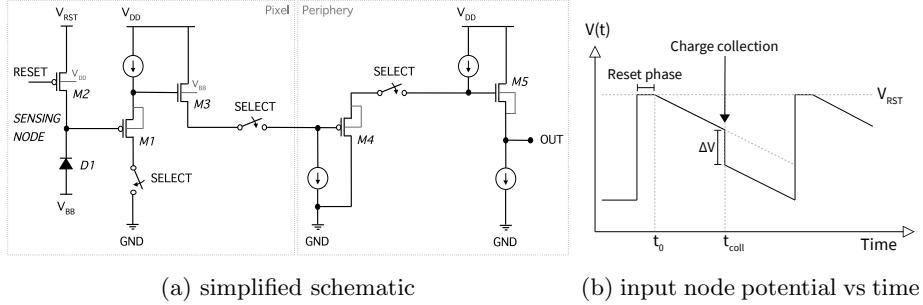 Pixel
Periphery
V_RST
V_DD
V_DD
RESET
V_DD
M2
V_BB
M3
SELECT
SELECT
M5
SENSING
NODE
M1
M4
D1
SELECT
OUT
V_BB
GND
GND
GND
(a) simplified schematic
V(t)
Charge collection
Reset phase
V_RST
ΔV
t_0
t_coll
Time
(b) input node potential vs time